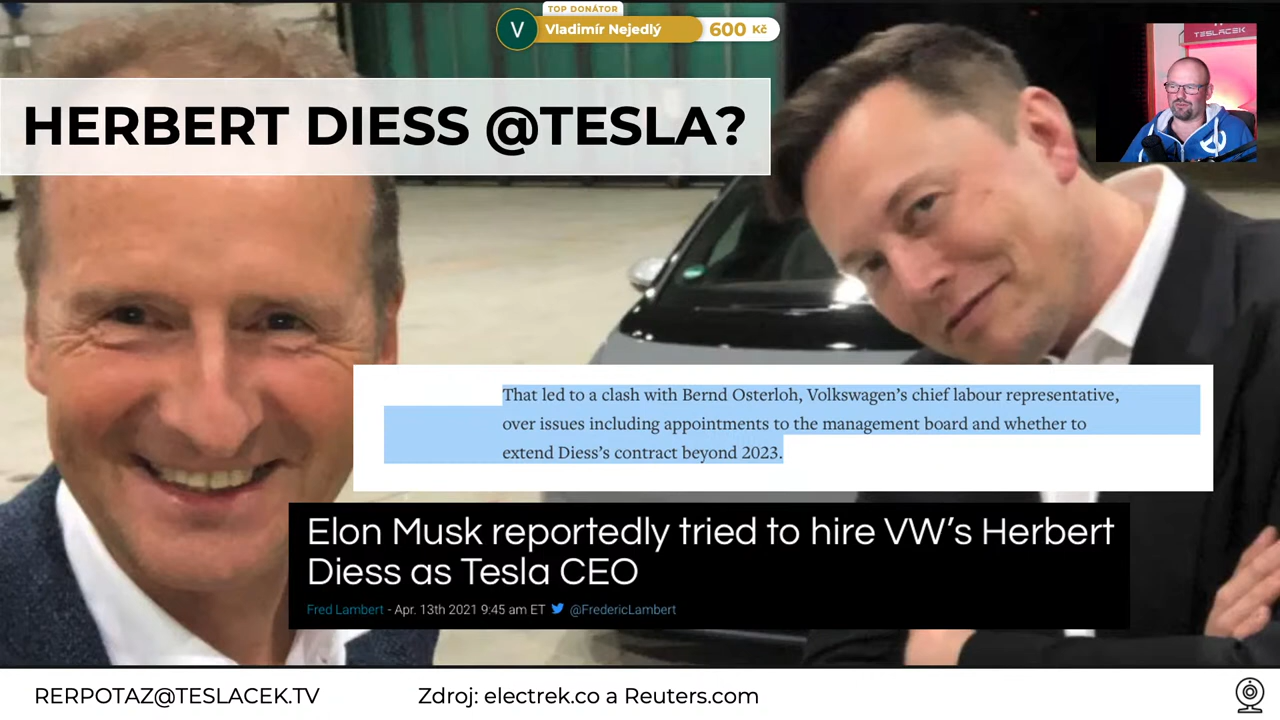 TOP DONÁTOR
V Vladimír Nejedlý 600 Kč
TESLACEK
HERBERT DIESS @TESLA?
That led to a clash with Bernd Osterloh, Volkswagen's chief labour representative,
over issues including appointments to the management board and whether to
extend Diess's contract beyond 2023.
Elon Musk reportedly tried to hire VW's Herbert
Diess as Tesla CEO
Fred Lambert - Apr. 13th 2021 9:45 am ET @FredericLambert
RERPOTAZ@TESLACEK.TV Zdroj: electrek.co a Reuters.com